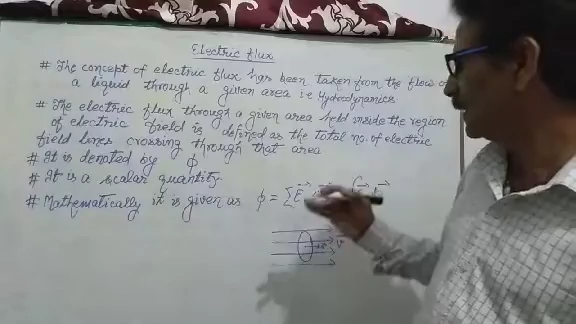 Electric flux
# The concept of electric flux has been taken from the flow of
a liquid through a given area i.e Hydrodynamics
# The electric flux through a given area held inside the region
of electric field is defined as the total no. of electric
field lines crossing through that area
# It is denoted by ϕ
# It is a scalar quantity
# Mathematically it is given as ϕ = ∑ E⃗